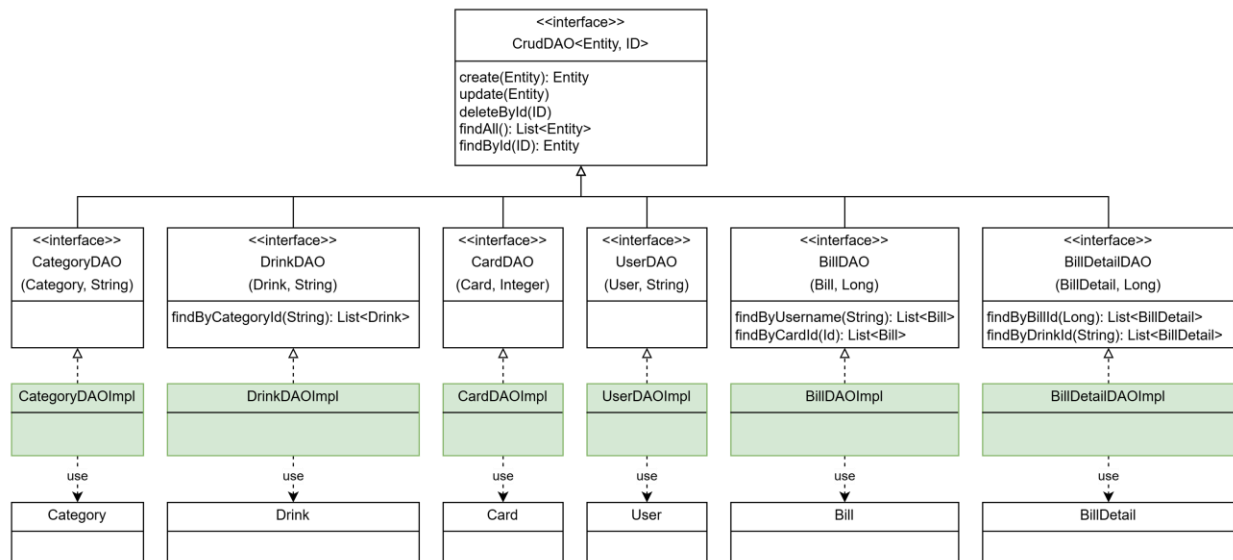 <<interface>>
CrudDAO<Entity, ID>
create(Entity): Entity
update(Entity)
deleteById(ID)
findAll(): List<Entity>
findById(ID): Entity
<<interface>>
CategoryDAO
(Category, String)
<<interface>>
DrinkDAO
(Drink, String)
findByCategoryId(String): List<Drink>
<<interface>>
CardDAO
(Card, Integer)
<<interface>>
UserDAO
(User, String)
<<interface>>
BillDAO
(Bill, Long)
findByUsername(String): List<Bill>
findByCardId(Id): List<Bill>
<<interface>>
BillDetailDAO
(BillDetail, Long)
findByBillId(Long): List<BillDetail>
findByDrinkId(String): List<BillDetail>
CategoryDAOImpl
DrinkDAOImpl
CardDAOImpl
UserDAOImpl
BillDAOImpl
BillDetailDAOImpl
use
use
use
use
use
use
Category
Drink
Card
User
Bill
BillDetail